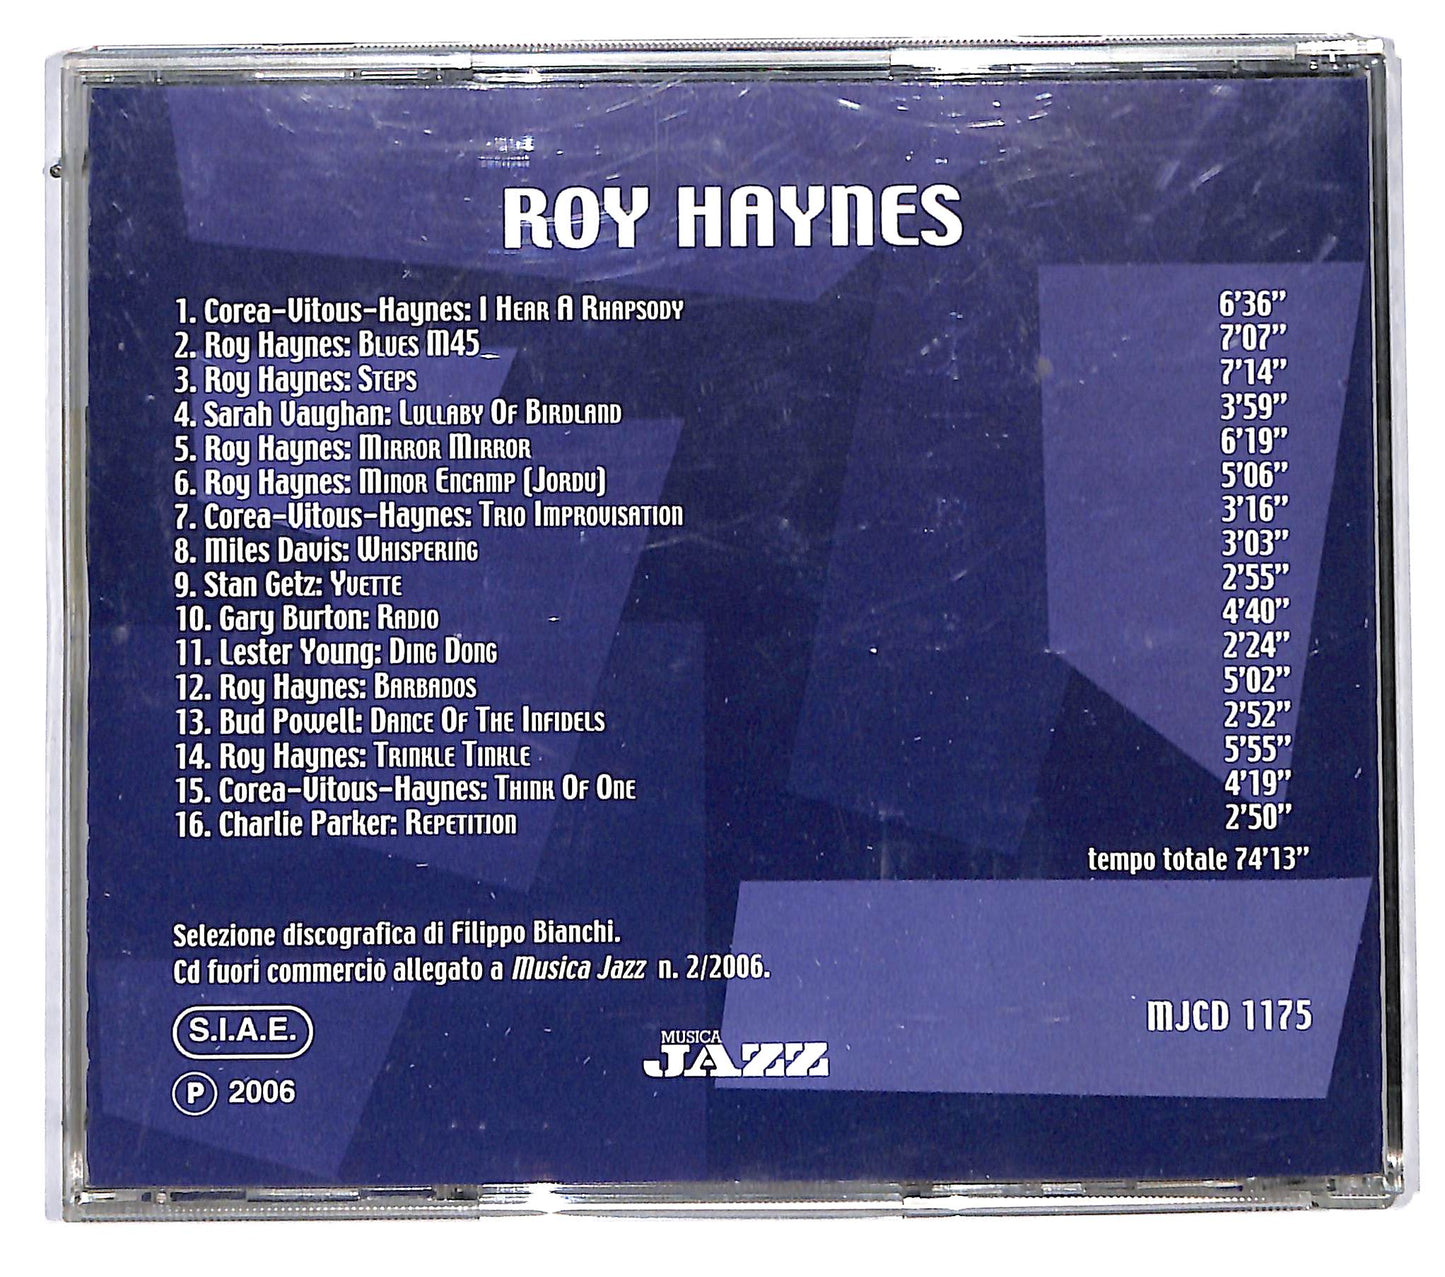 ROY HAYNES
1. Corea-Vitous-Haynes: I Hear A Rhapsody 6'36"
2. Roy Haynes: Blues M45_ 7'07"
3. Roy Haynes: Steps 7'14"
4. Sarah Vaughan: Lullaby Of Birdland 3'59"
5. Roy Haynes: Mirror Mirror 6'19"
6. Roy Haynes: Minor Encamp (Jordu) 5'06"
7. Corea-Vitous-Haynes: Trio Improvisation 3'16"
8. Miles Davis: Whispering 3'03"
9. Stan Getz: Yvette 2'55"
10. Gary Burton: Radio 4'40"
11. Lester Young: Ding Dong 2'24"
12. Roy Haynes: Barbados 5'02"
13. Bud Powell: Dance Of The Infidels 2'52"
14. Roy Haynes: Trinkle Tinkle 5'55"
15. Corea-Vitous-Haynes: Think Of One 4'19"
16. Charlie Parker: Repetition 2'50"
tempo totale 74'13"
Selezione discografica di Filippo Bianchi.
Cd fuori commercio allegato a Musica Jazz n. 2/2006.
S.I.A.E.
MJCD 1175
MUSICA
JAZZ
℗ 2006